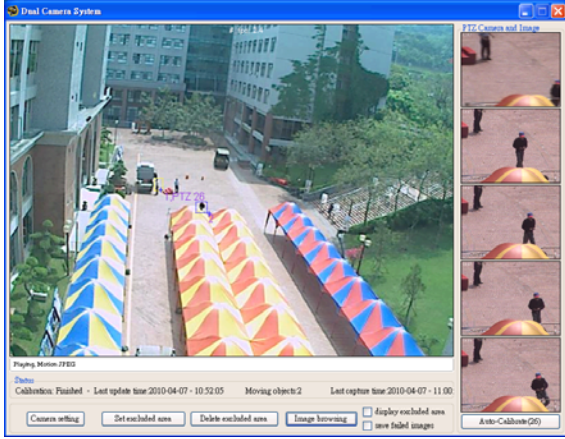 Dual Camera System
PTZ Camera and Image
PTZ 26
Playing, Motion JPEG
Status
Calibration: Finished - Last update time:2010-04-07 - 10:52:05 Moving objects:2 Last capture time:2010-04-07 - 11:00:
Camera setting
Set excluded area
Delete excluded area
Image browsing
display excluded area
save failed images
Auto-Calibrate(26)